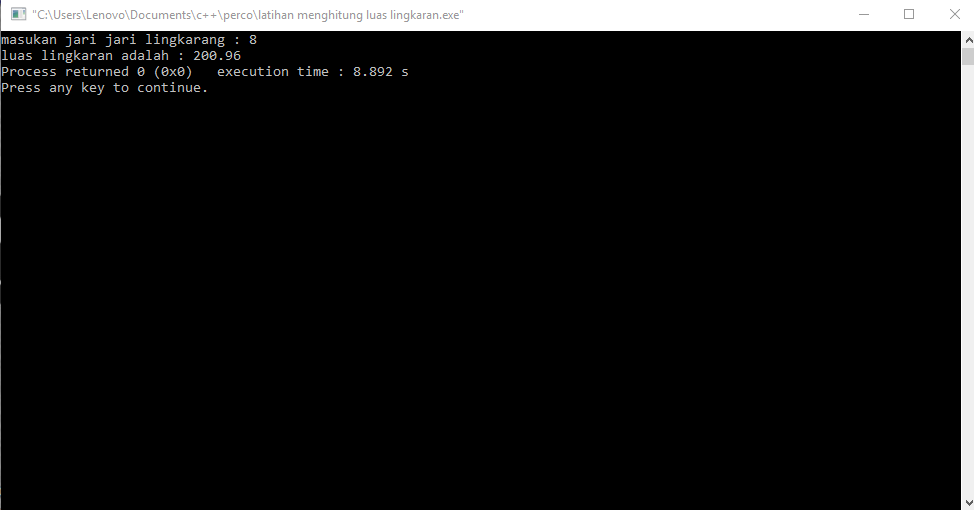 "C:\Users\Lenovo\Documents\c++\perco\latihan menghitung luas lingkaran.exe"
masukan jari jari lingkarang : 8
luas lingkaran adalah : 200.96
Process returned 0 (0x0)   execution time : 8.892 s
Press any key to continue.